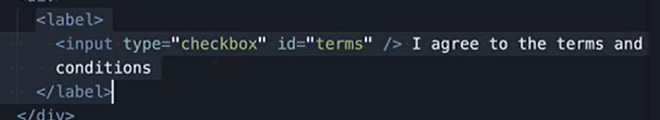 <label>
<input type="checkbox" id="terms" /> I agree to the terms and
conditions
</label>
</div>